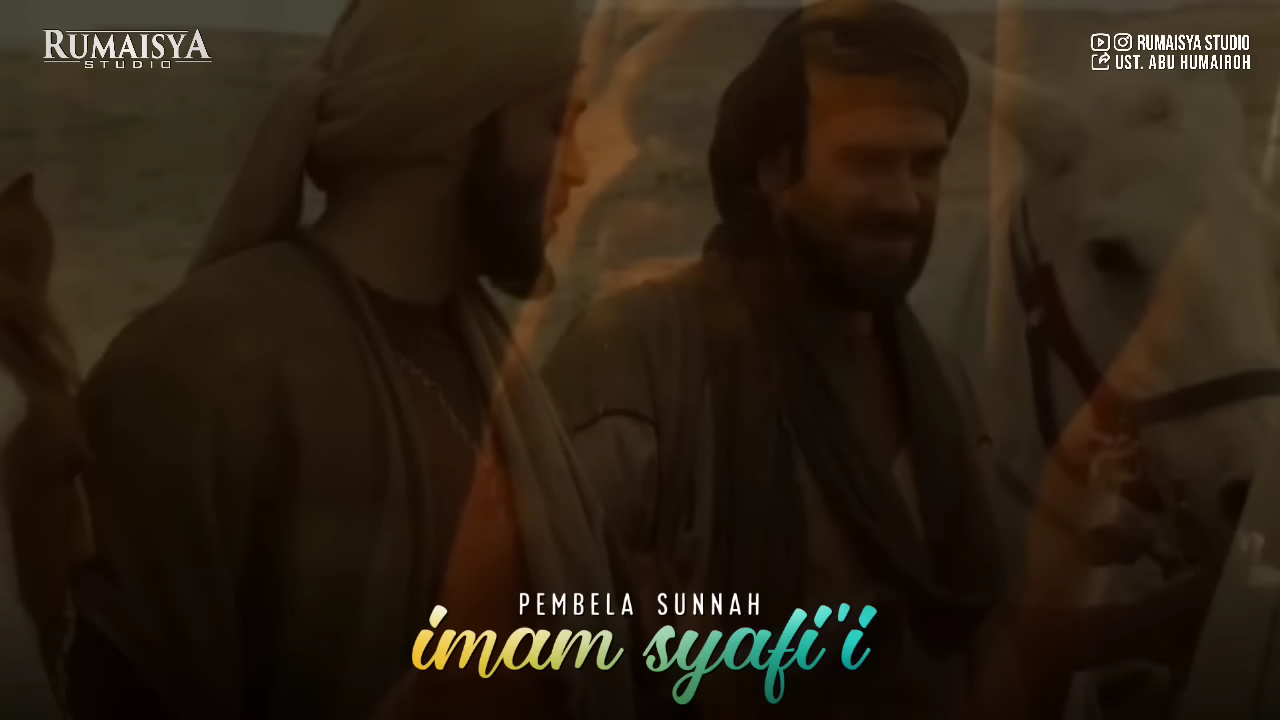 RUMAISYA
STUDIO
RUMAISYA STUDIO
UST. ABU HUMAIROH
PEMBELA SUNNAH
imam syafi'i